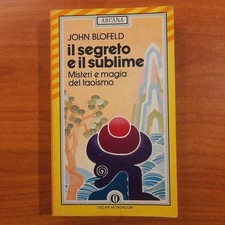 ARCANA
JOHN BLOFELD
il segreto
e il sublime
Misteri e magia
del taoismo
OSCAR MONDADORI